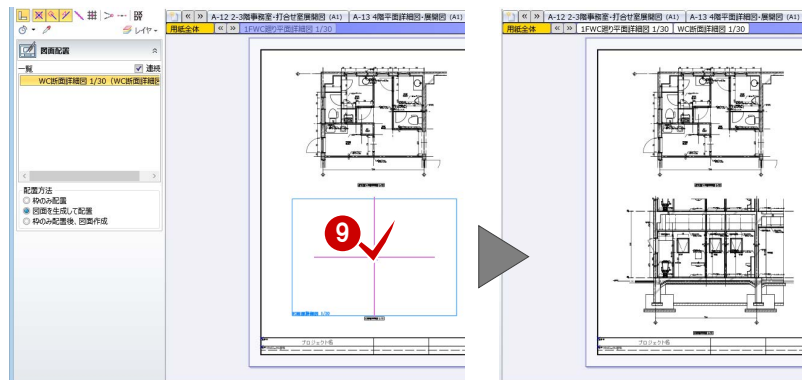 レイヤ
図面配置
一覧
連続
WC断面詳細図 1/30 (WC断面詳細図
配置方法
枠のみ配置
図面を生成して配置
枠のみ配置後、図面作成
A-12 2-3階事務室・打合せ室展開図 (A1)
A-13 4階平面詳細図・展開図 (A1)
用紙全体
1FWC廻り平面詳細図 1/30
9
プロジェクト名
A-12 2-3階事務室・打合せ室展開図 (A1)
A-13 4階平面詳細図・展開図 (A1)
用紙全体
1FWC廻り平面詳細図 1/30
WC断面詳細図 1/30
プロジェクト名